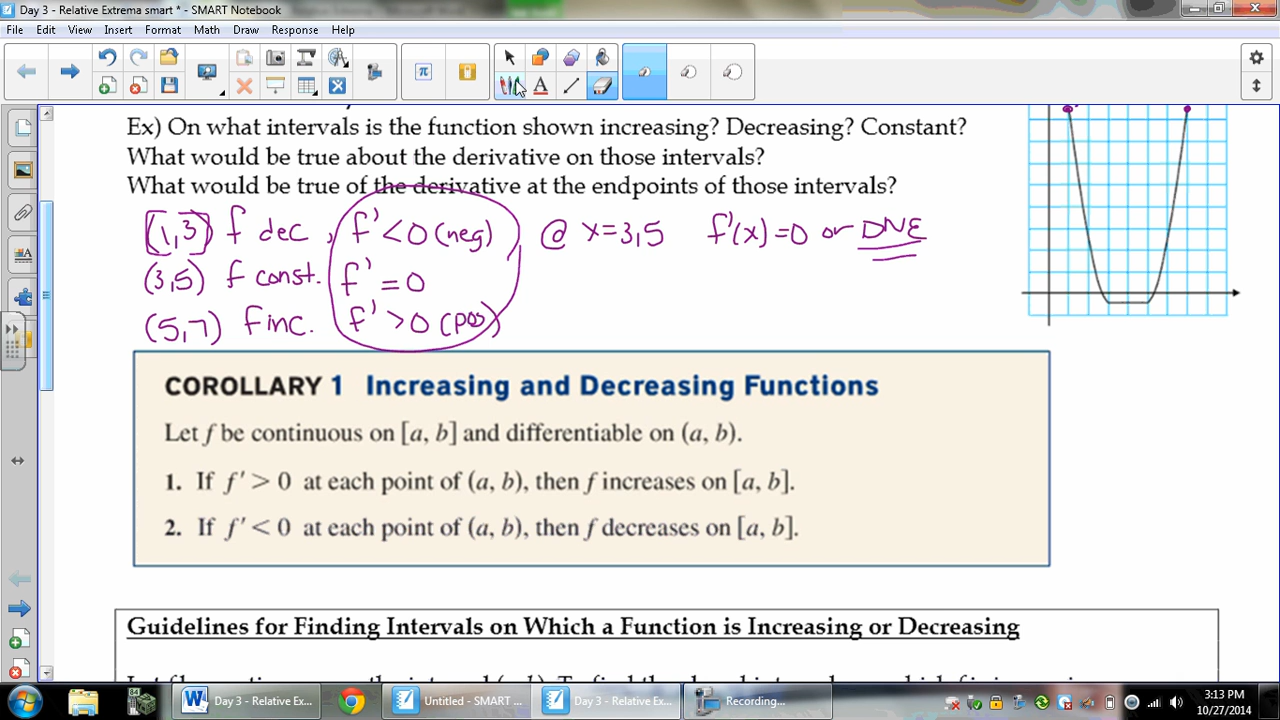 Day 3 - Relative Extrema smart * - SMART Notebook
File Edit View Insert Format Math Draw Response Help
Ex) On what intervals is the function shown increasing? Decreasing? Constant?
What would be true about the derivative on those intervals?
What would be true of the derivative at the endpoints of those intervals?
(1,3) f dec, f' < 0 (neg) @ x=3,5 f'(x)=0 or DNE
(3,5) f const. f' = 0
(5,7) f inc. f' > 0 (pos)
COROLLARY 1 Increasing and Decreasing Functions
Let f be continuous on [a, b] and differentiable on (a, b).
1. If f' > 0 at each point of (a, b), then f increases on [a, b].
2. If f' < 0 at each point of (a, b), then f decreases on [a, b].
Guidelines for Finding Intervals on Which a Function is Increasing or Decreasing
Day 3 - Relative Ex... Untitled - SMART ... Day 3 - Relative Ex... Recording...
3:13 PM
10/27/2014